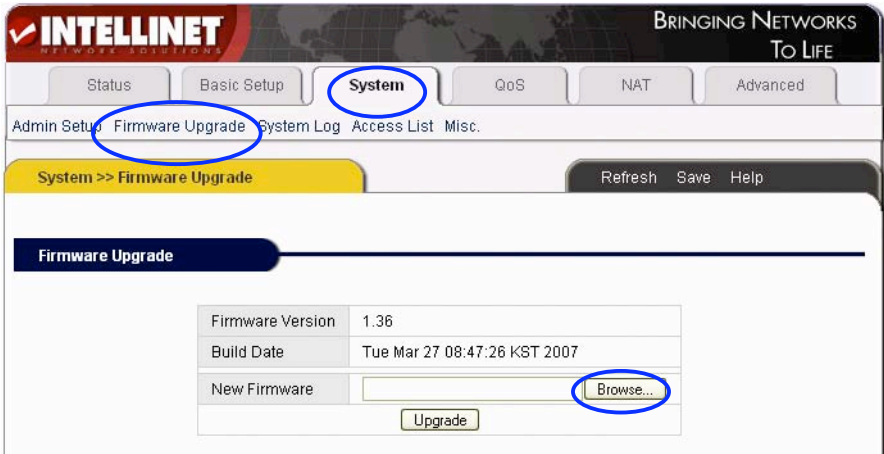 INTELLINET
NETWORK SOLUTIONS
BRINGING NETWORKS
TO LIFE
Status Basic Setup System QoS NAT Advanced
Admin Setup Firmware Upgrade System Log Access List Misc.
System >> Firmware Upgrade
Refresh Save Help
Firmware Upgrade
Firmware Version 1.36
Build Date Tue Mar 27 08:47:26 KST 2007
New Firmware Browse...
Upgrade